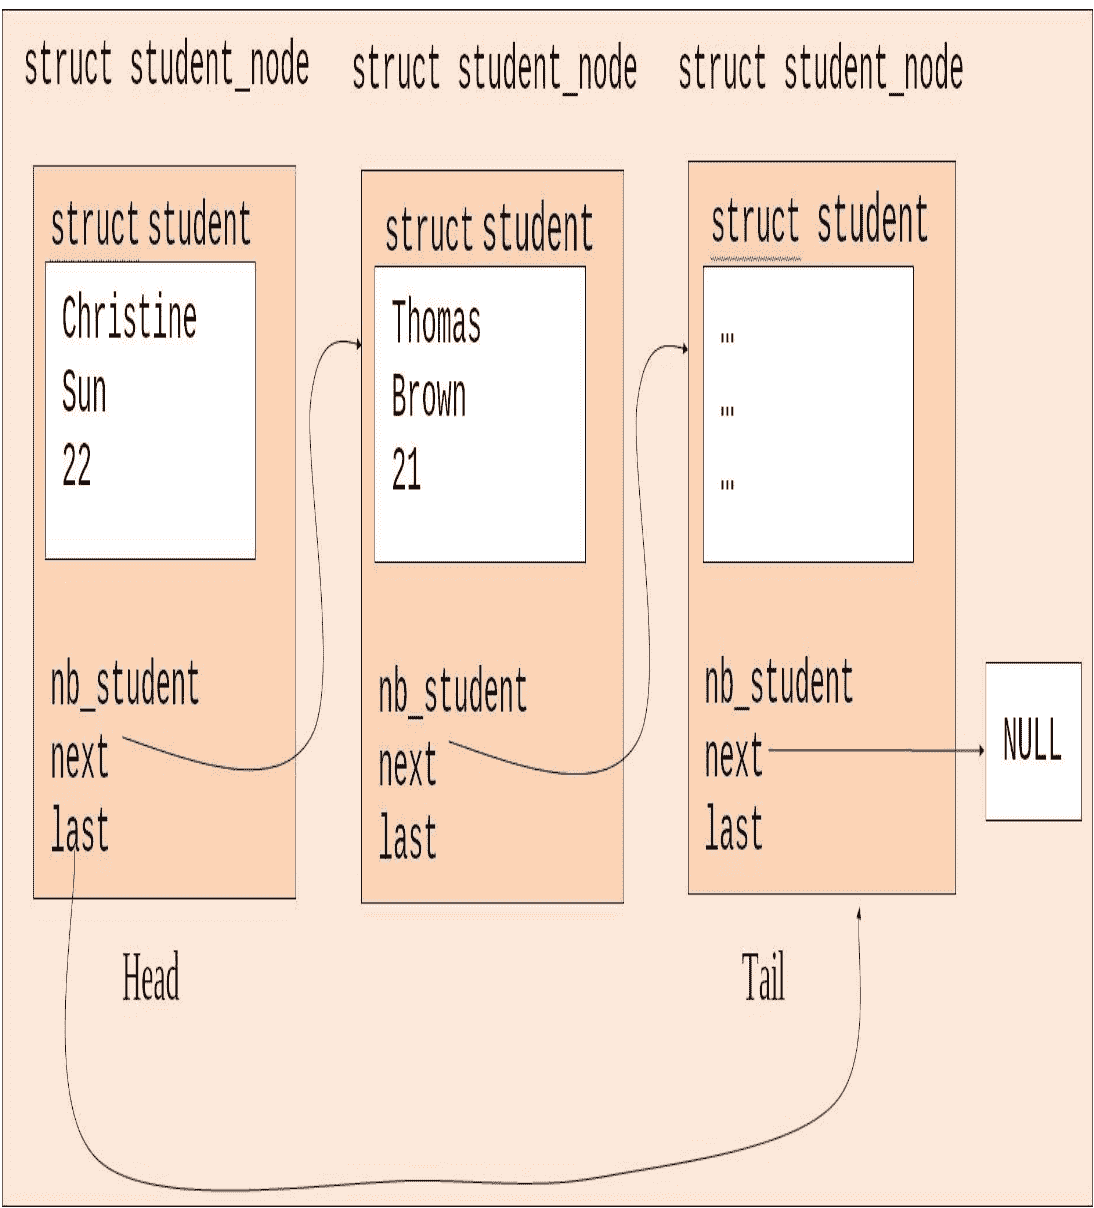 struct student_node
struct student
Christine
Sun
22
nb_student
next
last
Head
struct student_node
struct student
Thomas
Brown
21
nb_student
next
last
struct student_node
struct student
...
...
...
nb_student
next
last
Tail
NULL